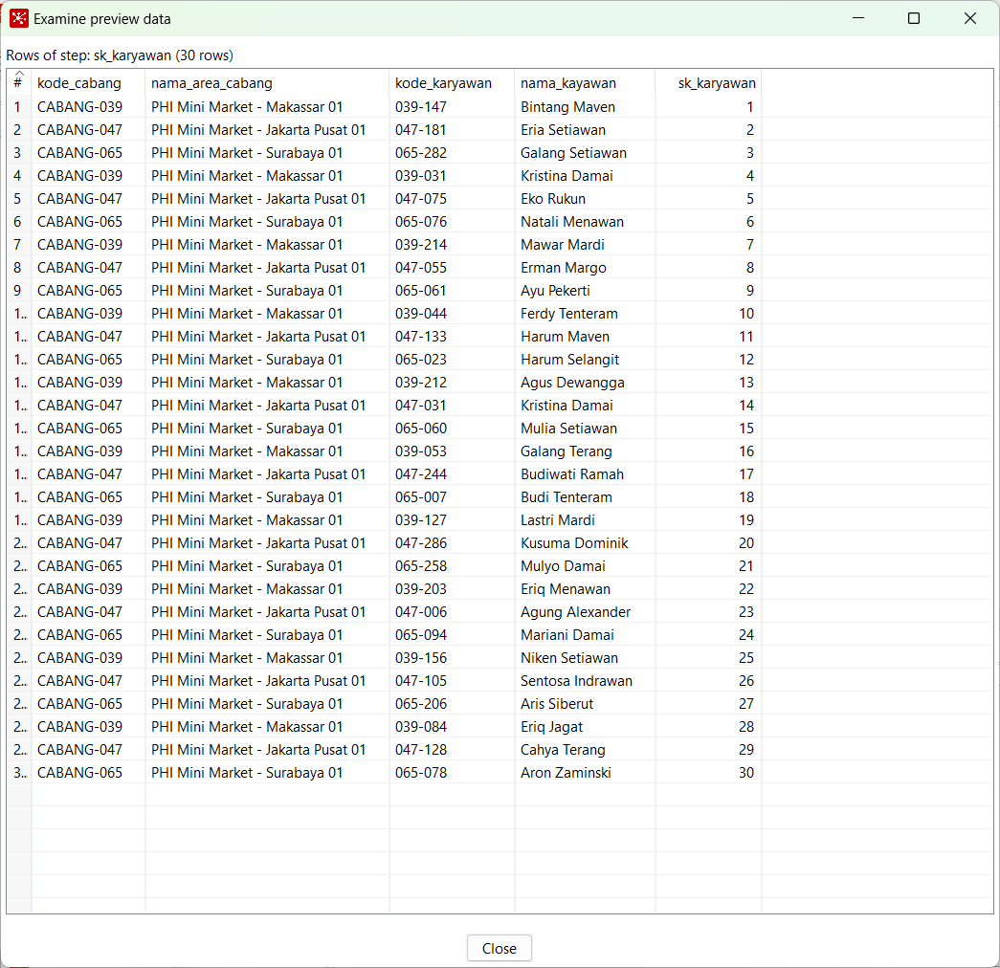 Examine preview data
Rows of step: sk_karyawan (30 rows)
# kode_cabang nama_area_cabang kode_karyawan nama_kayawan sk_karyawan
1 CABANG-039 PHI Mini Market - Makassar 01 039-147 Bintang Maven 1
2 CABANG-047 PHI Mini Market - Jakarta Pusat 01 047-181 Eria Setiawan 2
3 CABANG-065 PHI Mini Market - Surabaya 01 065-282 Galang Setiawan 3
4 CABANG-039 PHI Mini Market - Makassar 01 039-031 Kristina Damai 4
5 CABANG-047 PHI Mini Market - Jakarta Pusat 01 047-075 Eko Rukun 5
6 CABANG-065 PHI Mini Market - Surabaya 01 065-076 Natali Menawan 6
7 CABANG-039 PHI Mini Market - Makassar 01 039-214 Mawar Mardi 7
8 CABANG-047 PHI Mini Market - Jakarta Pusat 01 047-055 Erman Margo 8
9 CABANG-065 PHI Mini Market - Surabaya 01 065-061 Ayu Pekerti 9
1.. CABANG-039 PHI Mini Market - Makassar 01 039-044 Ferdy Tenteram 10
1.. CABANG-047 PHI Mini Market - Jakarta Pusat 01 047-133 Harum Maven 11
1.. CABANG-065 PHI Mini Market - Surabaya 01 065-023 Harum Selangit 12
1.. CABANG-039 PHI Mini Market - Makassar 01 039-212 Agus Dewangga 13
1.. CABANG-047 PHI Mini Market - Jakarta Pusat 01 047-031 Kristina Damai 14
1.. CABANG-065 PHI Mini Market - Surabaya 01 065-060 Mulia Setiawan 15
1.. CABANG-039 PHI Mini Market - Makassar 01 039-053 Galang Terang 16
1.. CABANG-047 PHI Mini Market - Jakarta Pusat 01 047-244 Budiwati Ramah 17
1.. CABANG-065 PHI Mini Market - Surabaya 01 065-007 Budi Tenteram 18
1.. CABANG-039 PHI Mini Market - Makassar 01 039-127 Lastri Mardi 19
2.. CABANG-047 PHI Mini Market - Jakarta Pusat 01 047-286 Kusuma Dominik 20
2.. CABANG-065 PHI Mini Market - Surabaya 01 065-258 Mulyo Damai 21
2.. CABANG-039 PHI Mini Market - Makassar 01 039-203 Eriq Menawan 22
2.. CABANG-047 PHI Mini Market - Jakarta Pusat 01 047-006 Agung Alexander 23
2.. CABANG-065 PHI Mini Market - Surabaya 01 065-094 Mariani Damai 24
2.. CABANG-039 PHI Mini Market - Makassar 01 039-156 Niken Setiawan 25
2.. CABANG-047 PHI Mini Market - Jakarta Pusat 01 047-105 Sentosa Indrawan 26
2.. CABANG-065 PHI Mini Market - Surabaya 01 065-206 Aris Siberut 27
2.. CABANG-039 PHI Mini Market - Makassar 01 039-084 Eriq Jagat 28
2.. CABANG-047 PHI Mini Market - Jakarta Pusat 01 047-128 Cahya Terang 29
3.. CABANG-065 PHI Mini Market - Surabaya 01 065-078 Aron Zaminski 30
Close